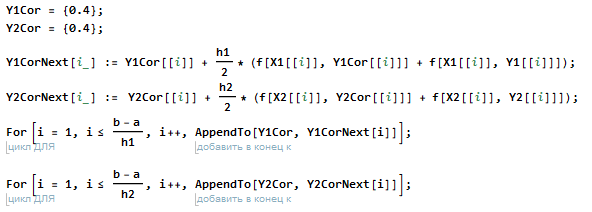 Y1Cor = {0.4};
Y2Cor = {0.4};
Y1CorNext[i_] := Y1Cor[[i]] + h1/2 * (f[X1[[i]], Y1Cor[[i]]] + f[X1[[i]], Y1[[i]]]);
Y2CorNext[i_] := Y2Cor[[i]] + h2/2 * (f[X2[[i]], Y2Cor[[i]]] + f[X2[[i]], Y2[[i]]]);
For[i = 1, i ≤ b - a/h1, i++, AppendTo[Y1Cor, Y1CorNext[i]]];
цикл ДЛЯ добавить в конец к
For[i = 1, i ≤ b - a/h2, i++, AppendTo[Y2Cor, Y2CorNext[i]]];
цикл ДЛЯ добавить в конец к